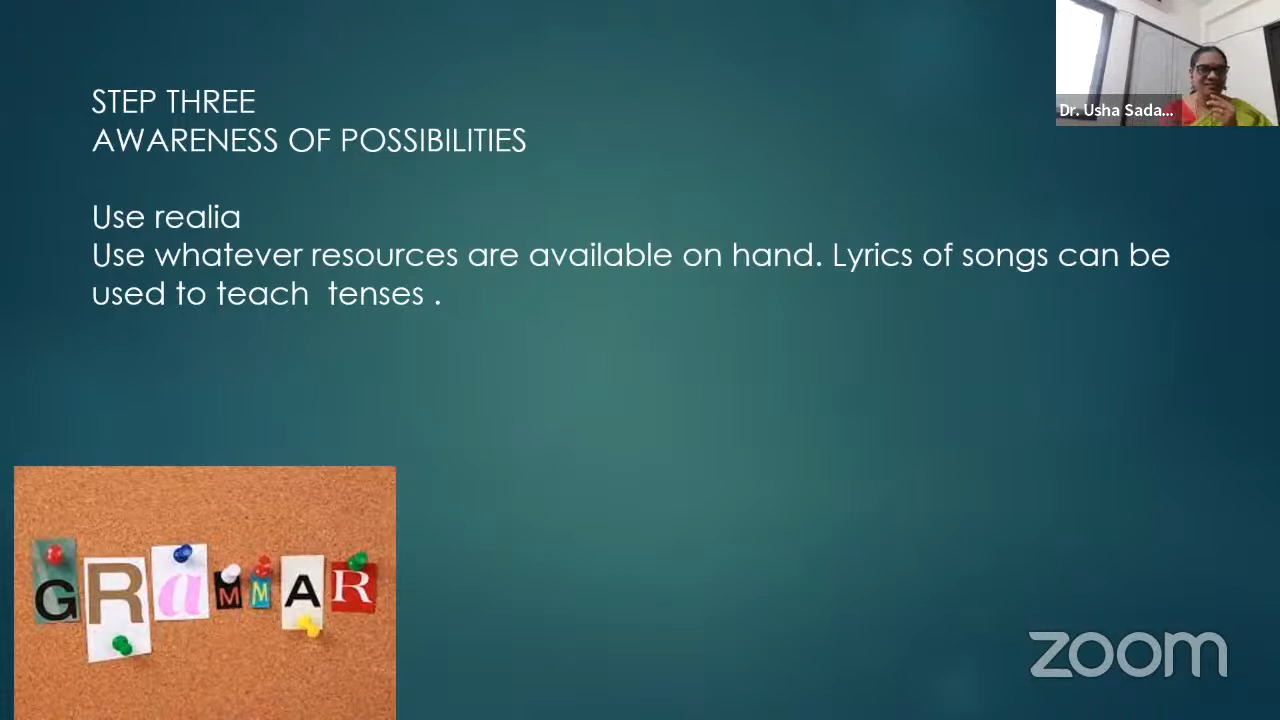 STEP THREE
AWARENESS OF POSSIBILITIES
Use realia
Use whatever resources are available on hand. Lyrics of songs can be
used to teach  tenses .
Dr. Usha Sada...
GRaMMAR
zoom